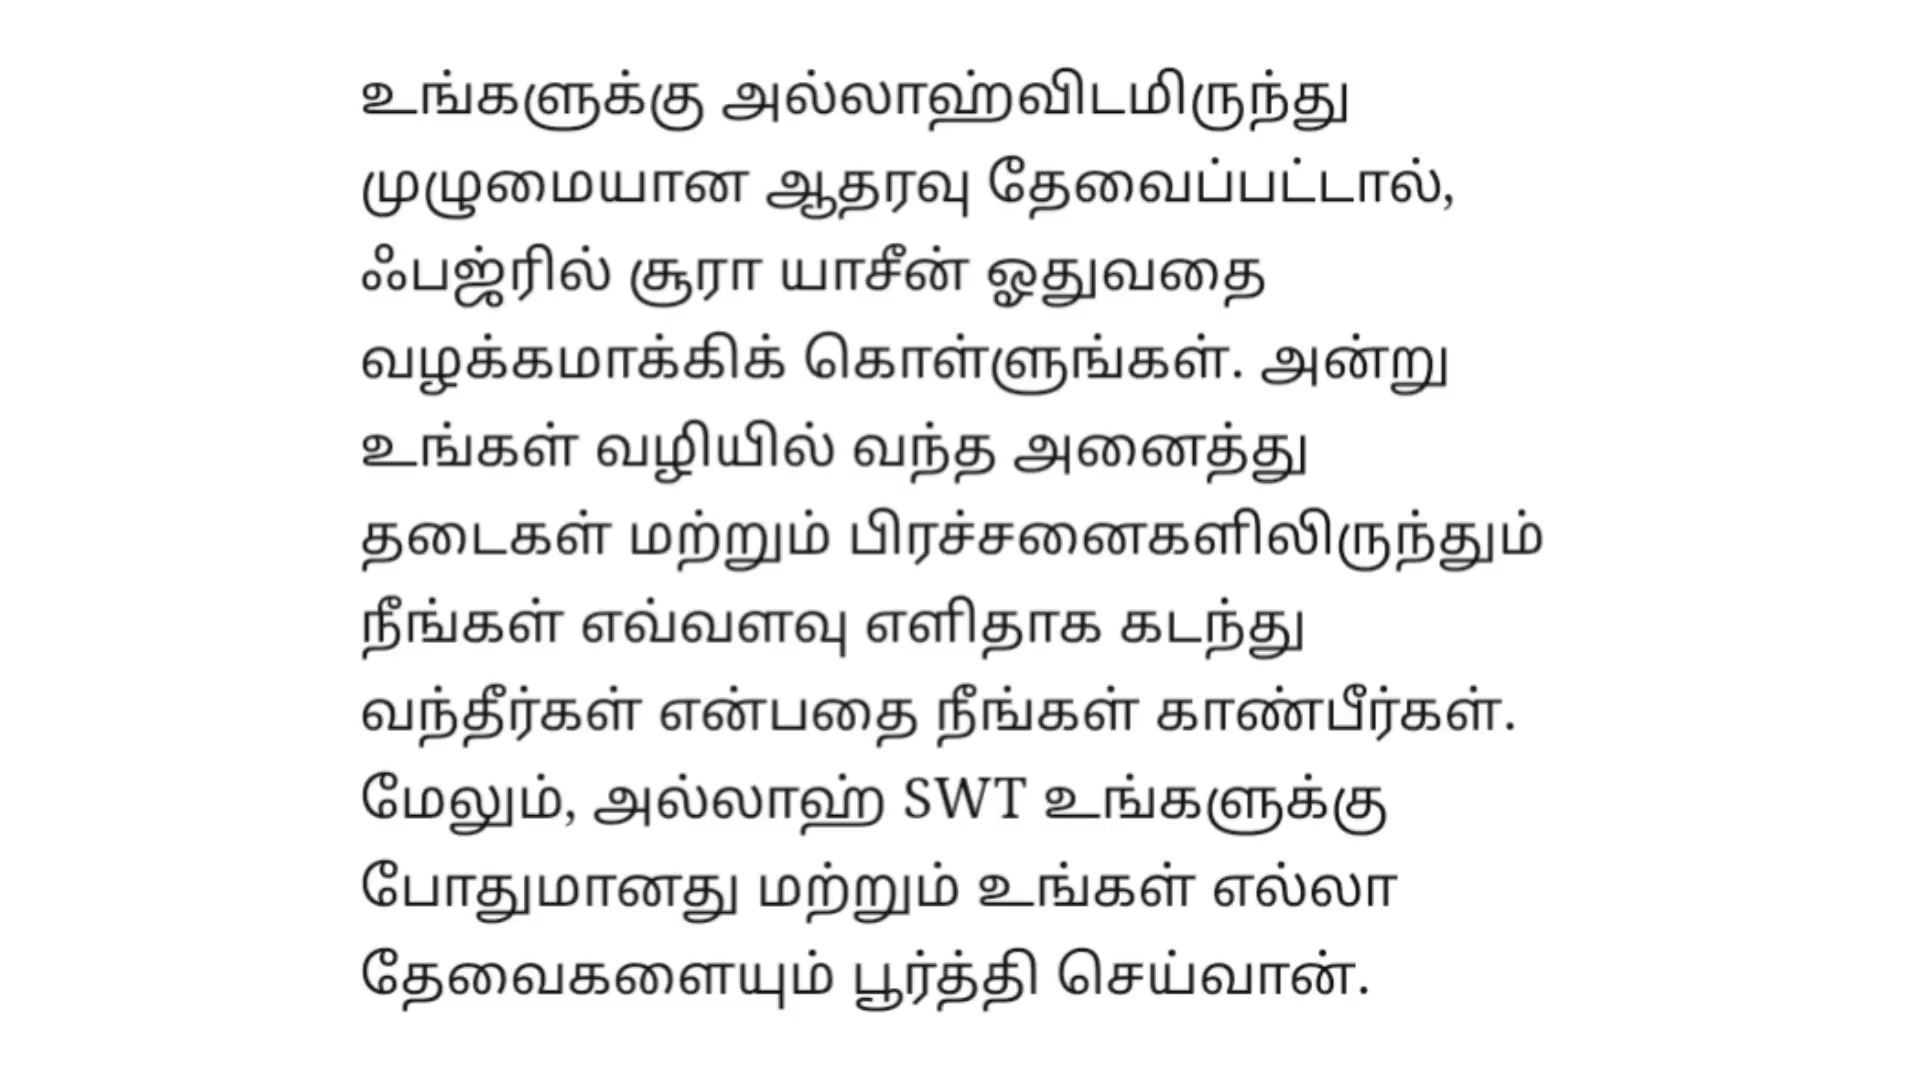 உங்களுக்கு அல்லாஹ்விடமிருந்து
முழுமையான ஆதரவு தேவைப்பட்டால்,
ஃபஜ்ரில் சூரா யாசீன் ஓதுவதை
வழக்கமாக்கிக் கொள்ளுங்கள். அன்று
உங்கள் வழியில் வந்த அனைத்து
தடைகள் மற்றும் பிரச்சனைகளிலிருந்தும்
நீங்கள் எவ்வளவு எளிதாக கடந்து
வந்தீர்கள் என்பதை நீங்கள் காண்பீர்கள்.
மேலும், அல்லாஹ் SWT உங்களுக்கு
போதுமானது மற்றும் உங்கள் எல்லா
தேவைகளையும் பூர்த்தி செய்வான்.